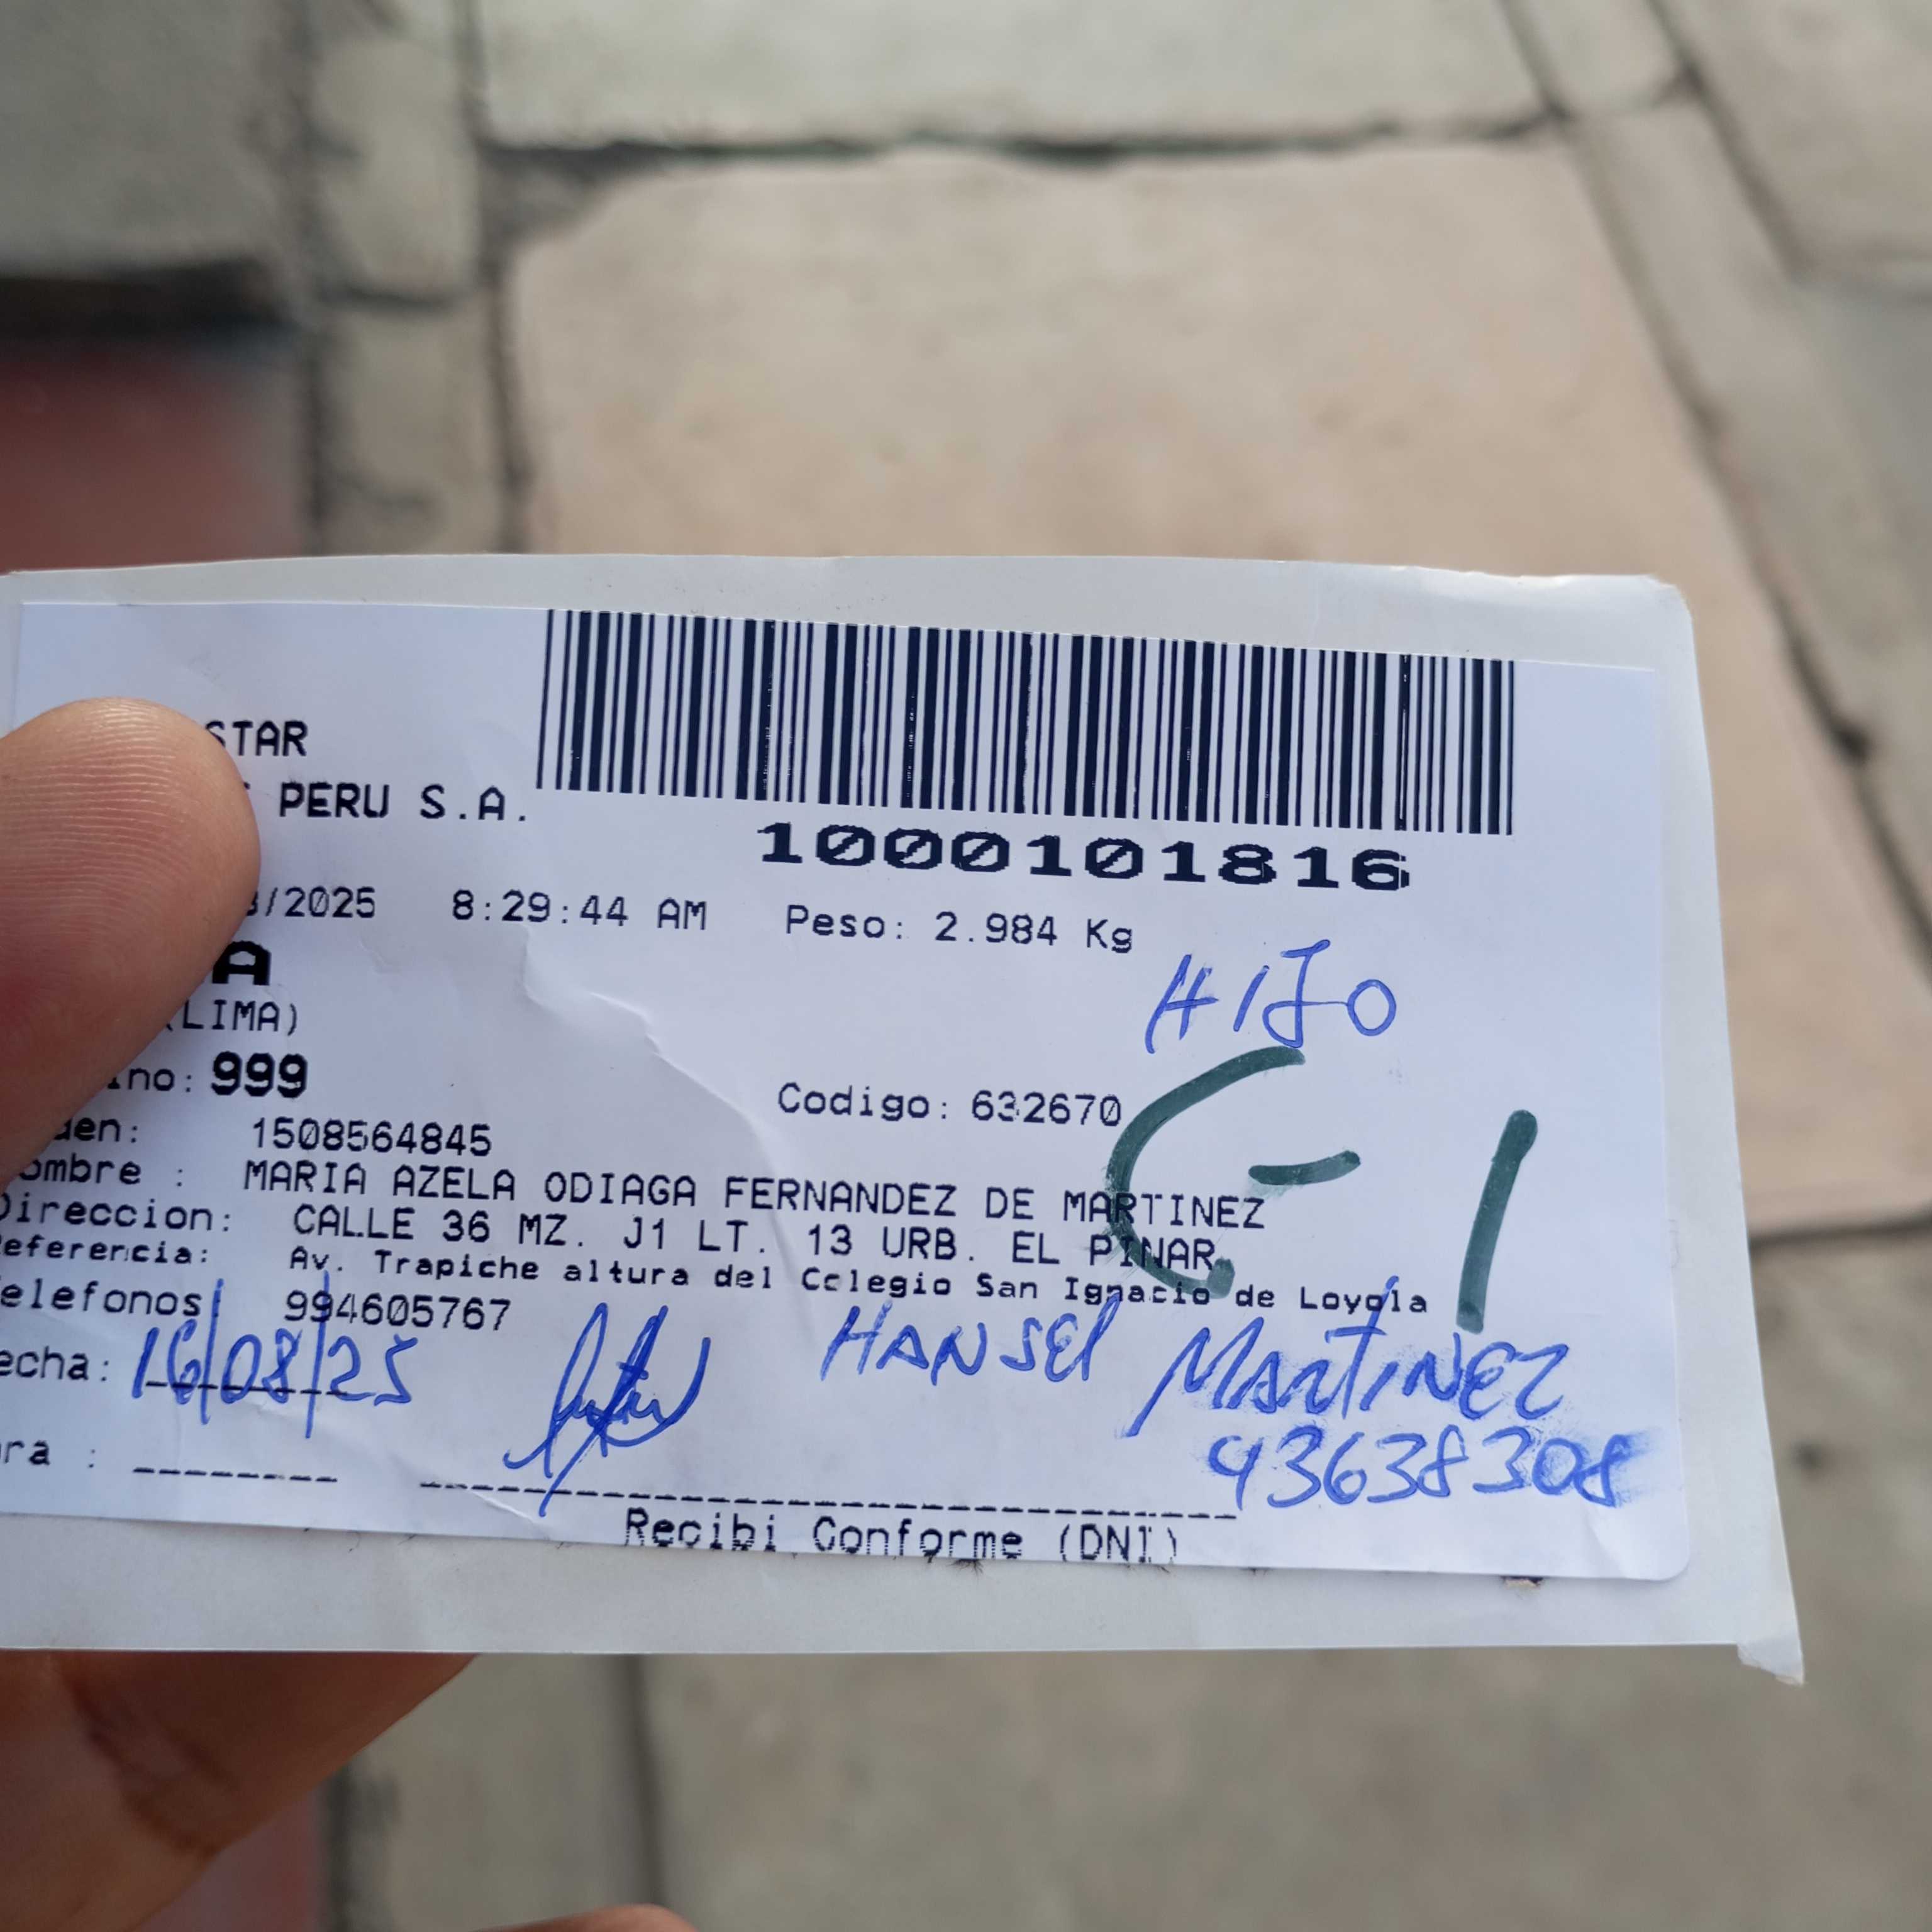 STAR
PERU S.A.
1000101816
/2025 8:29:44 AM Peso: 2.984 Kg
HIJO
A
(LIMA)
ino: 999
Codigo: 632670
C-1
den: 1508564845
ombre : MARIA AZELA ODIAGA FERNANDEZ DE MARTINEZ
Direccion: CALLE 36 MZ. J1 LT. 13 URB. EL PINAR
eferencia: Av. Trapiche altura del Colegio San Ignacio de Loyola
elefonos 994605767
HANSEl MARTINEZ
echa: 16/08/25
43638308
ra :
Recibi Conforme (DNI)